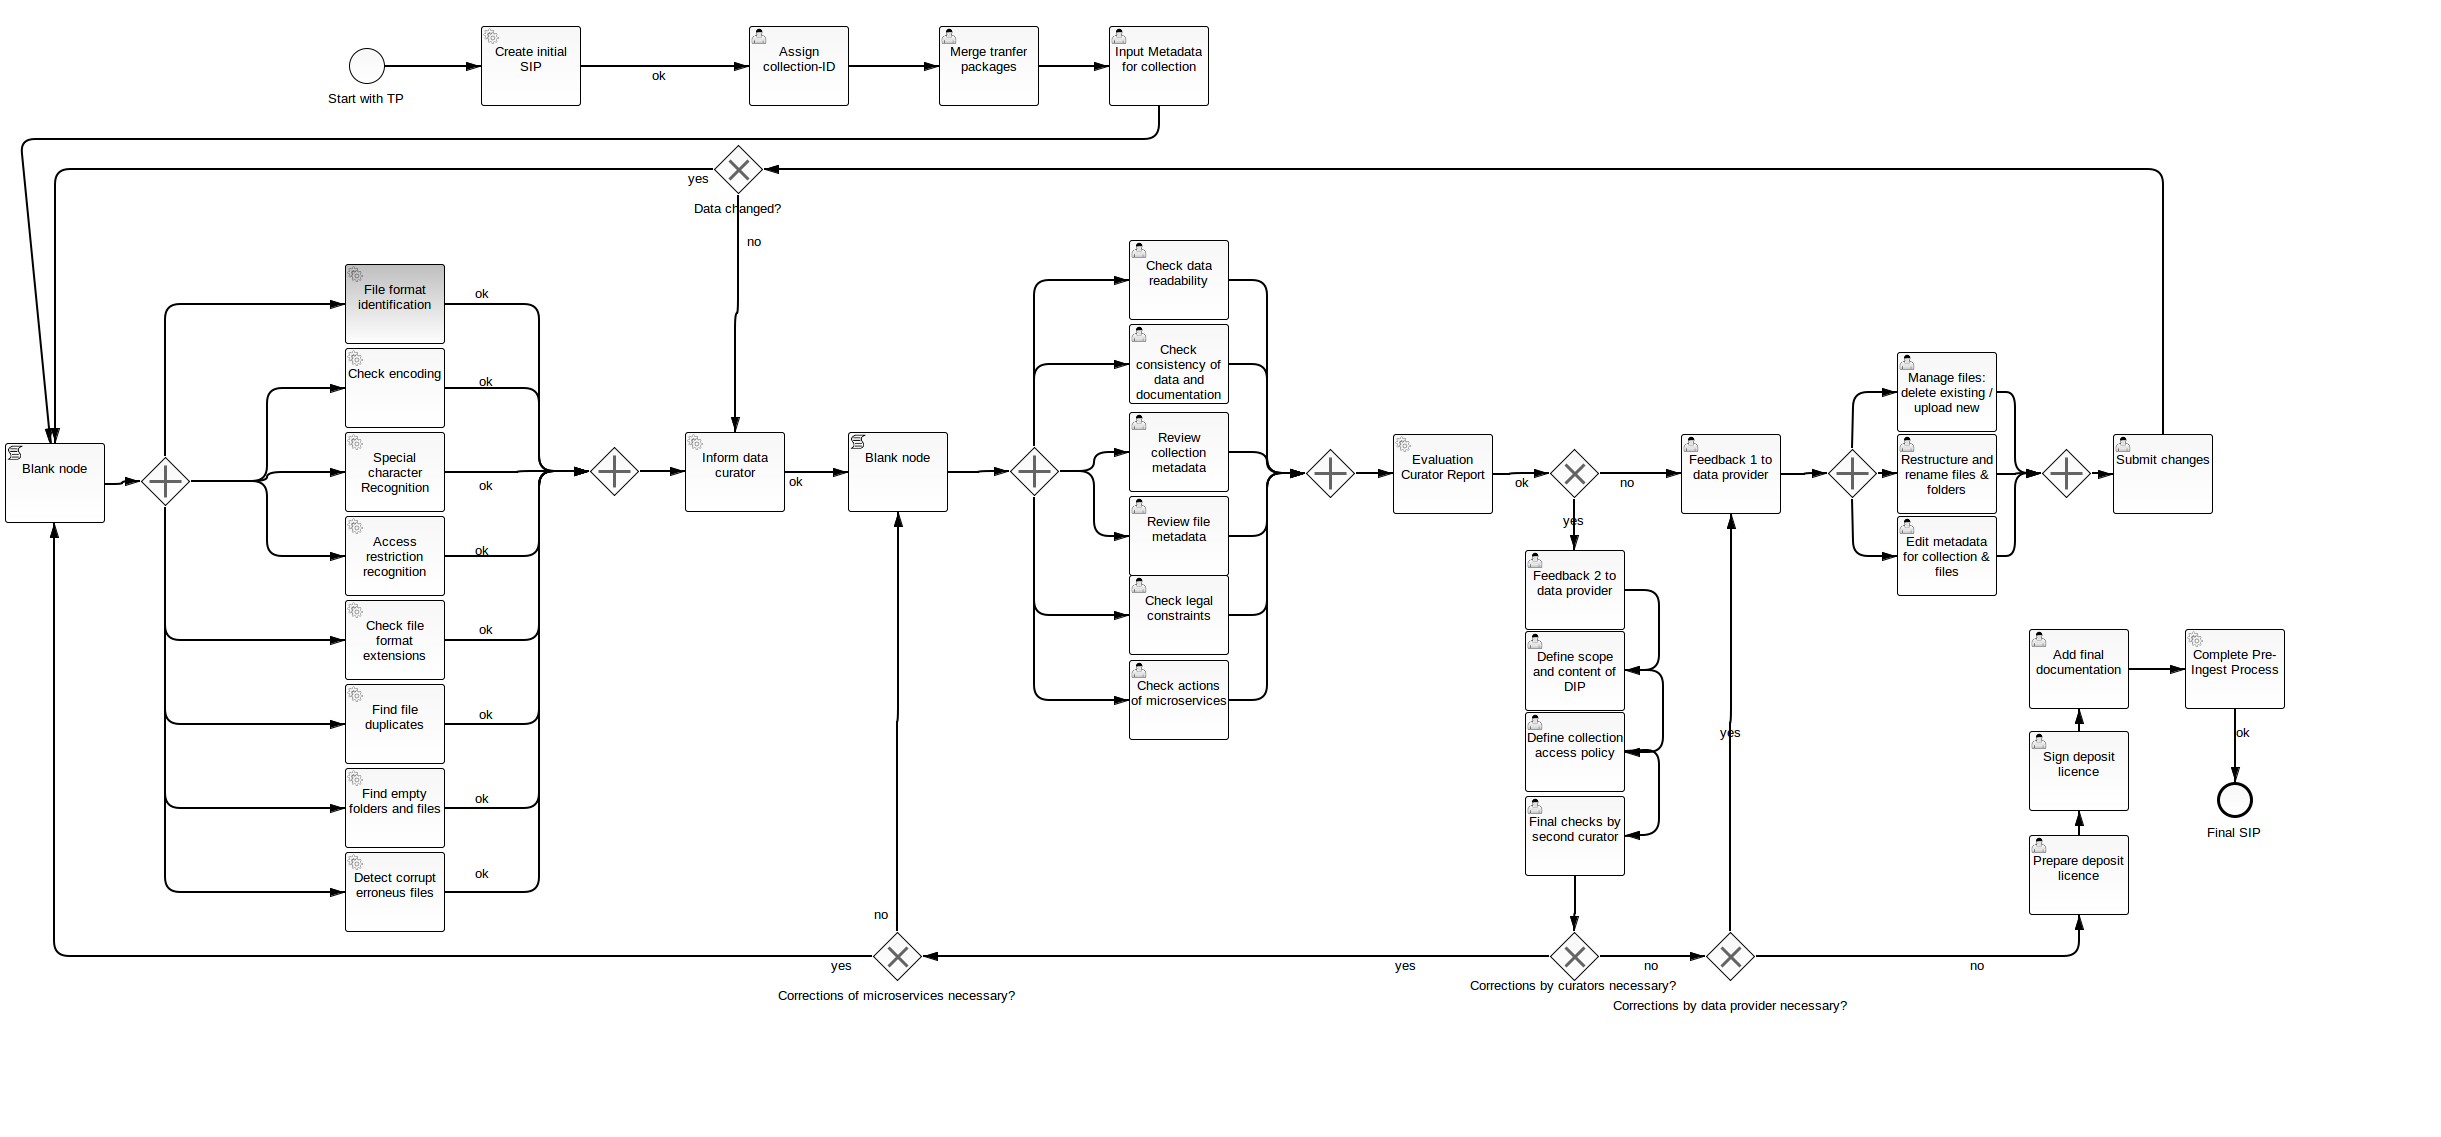 Create initial
SIP
ok
Assign
collection-ID
Merge tranfer
packages
Input Metadata
for collection
Start with TP
yes
Data changed?
no
Blank node
File format
identification
ok
Check encoding
ok
Special
character
Recognition
ok
Access
restriction
recognition
ok
Check file
format
extensions
ok
Find file
duplicates
ok
Find empty
folders and files
ok
Detect corrupt
erroneus files
ok
Inform data
curator
ok
Blank node
Check data
readability
Check
consistency of
data and
documentation
Review
collection
metadata
Review file
metadata
Check legal
constraints
Check actions
of microservices
Evaluation
Curator Report
ok
no
yes
Feedback 1 to
data provider
Manage files:
delete existing /
upload new
Restructure and
rename files &
folders
Edit metadata
for collection &
files
Submit changes
Feedback 2 to
data provider
Define scope
and content of
DIP
Define collection
access policy
Final checks by
second curator
yes
Add final
documentation
Complete Pre-
Ingest Process
Sign deposit
licence
ok
Final SIP
Prepare deposit
licence
no
yes
Corrections of microservices necessary?
yes
no
Corrections by curators necessary?
no
Corrections by data provider necessary?